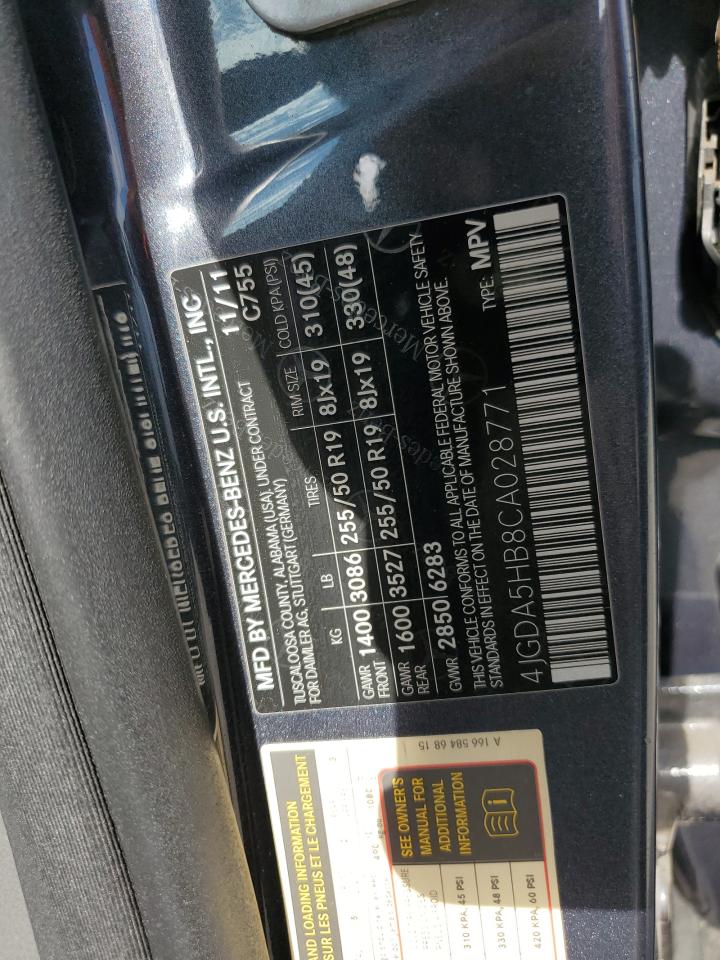 MFD BY MERCEDES-BENZ U.S. INTL., INC
TUSCALOOSA COUNTY, ALABAMA (USA), UNDER CONTRACT 11/11
FOR DAIMLER AG, STUTTGART (GERMANY) C755
KG LB TIRES RIM SIZE COLD KPA (PSI)
GAWR FRONT 1400 3086 255/50 R19 8Jx19 310(45)
GAWR REAR 1600 3527 255/50 R19 8Jx19 330(48)
GVWR 2850 6283
THIS VEHICLE CONFORMS TO ALL APPLICABLE FEDERAL MOTOR VEHICLE SAFETY
STANDARDS IN EFFECT ON THE DATE OF MANUFACTURE SHOWN ABOVE.
4JGDA5HB8CA028771 TYPE: MPV
A 166 584 68 15
AND LOADING INFORMATION
SUR LES PNEUS ET LE CHARGEMENT
SEE OWNER'S
MANUAL FOR
ADDITIONAL
INFORMATION
310 KPA, 45 PSI
330 KPA, 48 PSI
420 KPA, 60 PSI